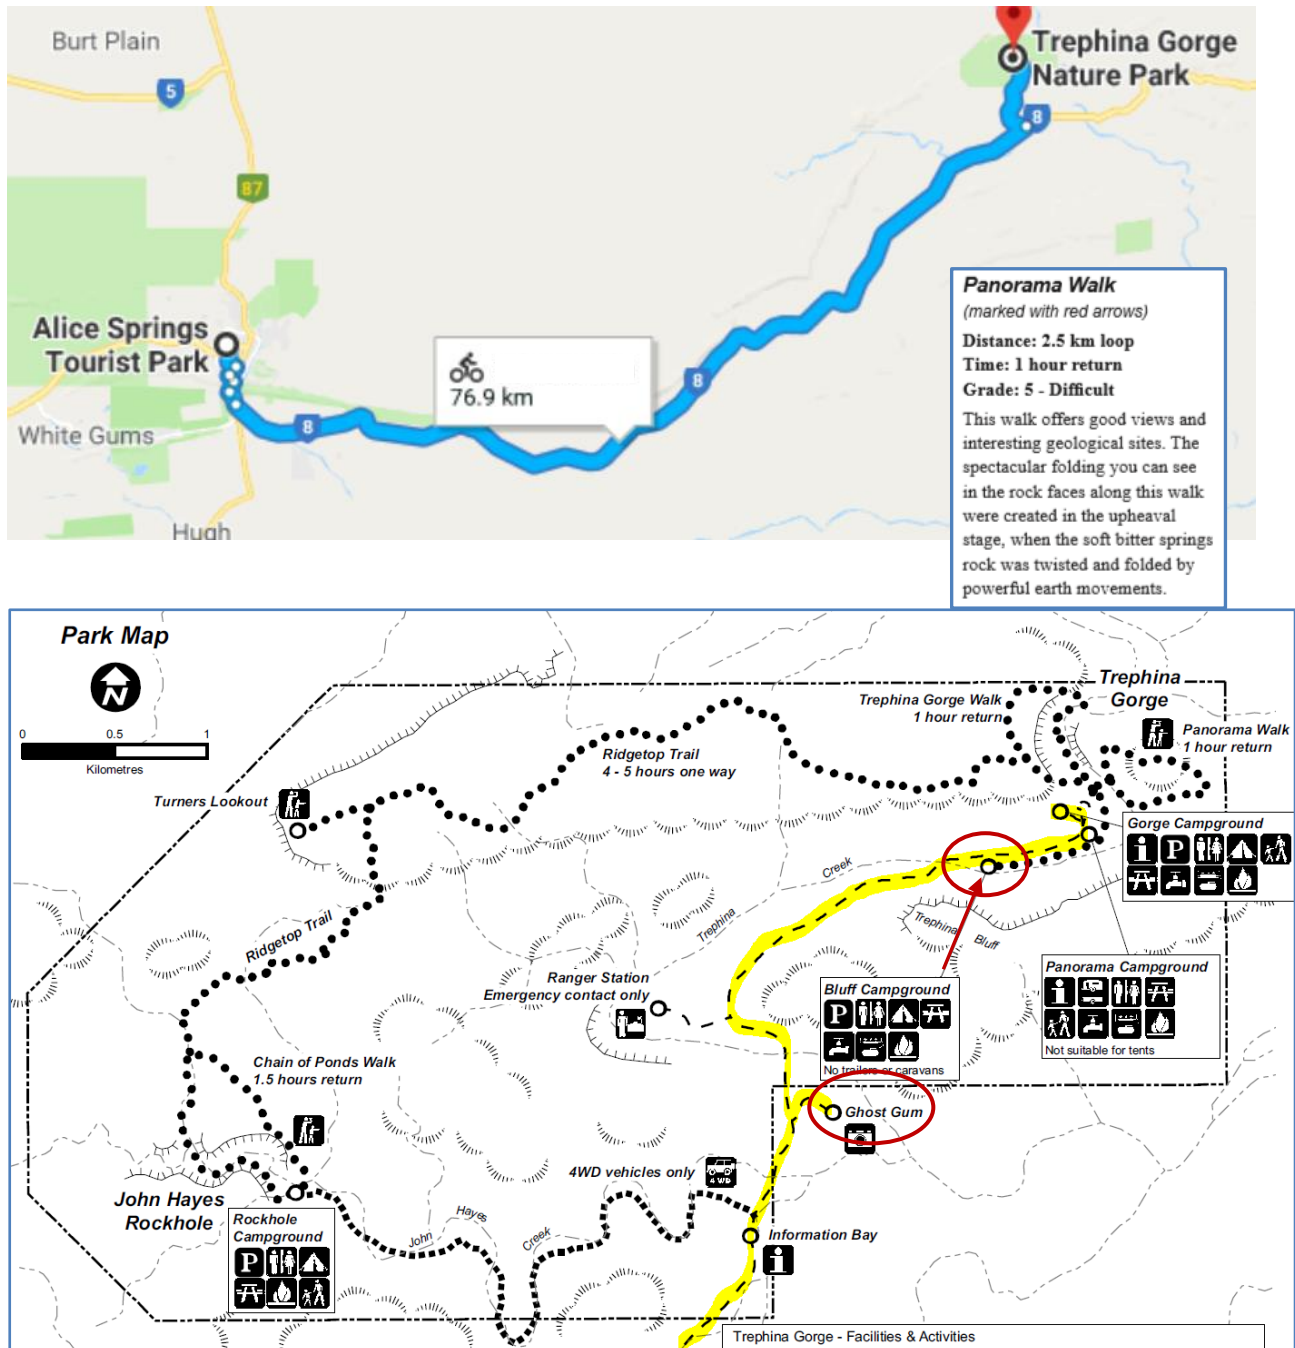 Burt Plain
5
87
Trephina Gorge
Nature Park
8
Alice Springs
Tourist Park
76.9 km
8
8
White Gums
Hugh
Panorama Walk
(marked with red arrows)
Distance: 2.5 km loop
Time: 1 hour return
Grade: 5 - Difficult
This walk offers good views and
interesting geological sites. The
spectacular folding you can see
in the rock faces along this walk
were created in the upheaval
stage, when the soft bitter springs
rock was twisted and folded by
powerful earth movements.
Park Map
N
0 0.5 1
Kilometres
Trephina
Gorge
Trephina Gorge Walk
1 hour return
Panorama Walk
1 hour return
Ridgetop Trail
4 - 5 hours one way
Turners Lookout
Gorge Campground
i P
Creek
Trephina
Trephina Bluff
Ridgetop Trail
Ranger Station
Emergency contact only
Bluff Campground
P
No trailers or caravans
Panorama Campground
i
Not suitable for tents
Chain of Ponds Walk
1.5 hours return
Ghost Gum
4WD vehicles only
4 WD
John Hayes
Rockhole
Rockhole
Campground
P
John Hayes Creek
Information Bay
i
Trephina Gorge - Facilities & Activities